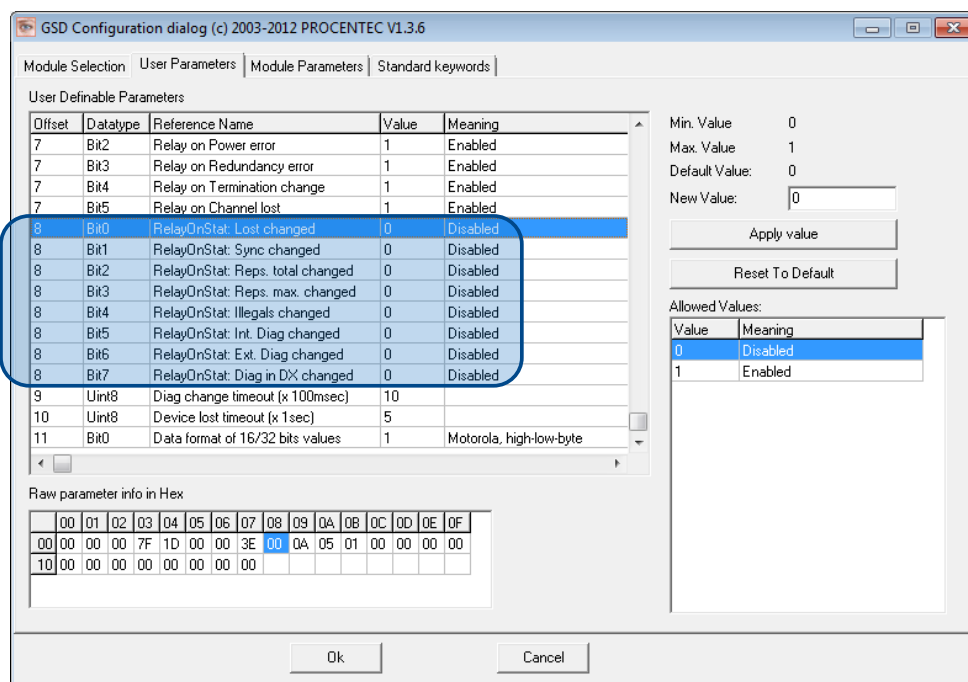 GSD Configuration dialog (c) 2003-2012 PROCENTEC V1.3.6
Module Selection User Parameters Module Parameters Standard keywords
User Definable Parameters
Offset Datatype Reference Name Value Meaning
7 Bit2 Relay on Power error 1 Enabled
7 Bit3 Relay on Redundancy error 1 Enabled
7 Bit4 Relay on Termination change 1 Enabled
7 Bit5 Relay on Channel lost 1 Enabled
8 Bit0 RelayOnStat: Lost changed 0 Disabled
8 Bit1 RelayOnStat: Sync changed 0 Disabled
8 Bit2 RelayOnStat: Reps. total changed 0 Disabled
8 Bit3 RelayOnStat: Reps. max. changed 0 Disabled
8 Bit4 RelayOnStat: Illegals changed 0 Disabled
8 Bit5 RelayOnStat: Int. Diag changed 0 Disabled
8 Bit6 RelayOnStat: Ext. Diag changed 0 Disabled
8 Bit7 RelayOnStat: Diag in DX changed 0 Disabled
9 Uint8 Diag change timeout (x 100msec) 10
10 Uint8 Device lost timeout (x 1sec) 5
11 Bit0 Data format of 16/32 bits values 1 Motorola, high-low-byte
Min. Value 0
Max. Value 1
Default Value: 0
New Value: 0
Apply value
Reset To Default
Allowed Values:
Value Meaning
0 Disabled
1 Enabled
Raw parameter info in Hex
00 01 02 03 04 05 06 07 08 09 0A 0B 0C 0D 0E 0F
00 00 00 00 7F 1D 00 00 3E 00 0A 05 01 00 00 00 00
10 00 00 00 00 00 00 00 00
Ok Cancel